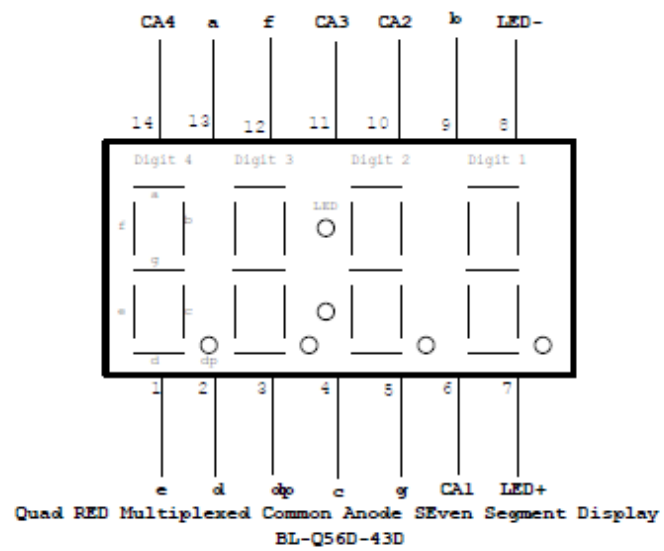 CA4 a f CA3 CA2 b LED-
14 13 12 11 10 9 8
Digit 4 Digit 3 Digit 2 Digit 1
a
LED
f b
g
e c
d dp
1 2 3 4 5 6 7
e d dp c g CA1 LED+
Quad RED Multiplexed Common Anode SEven Segment Display
BL-Q56D-43D